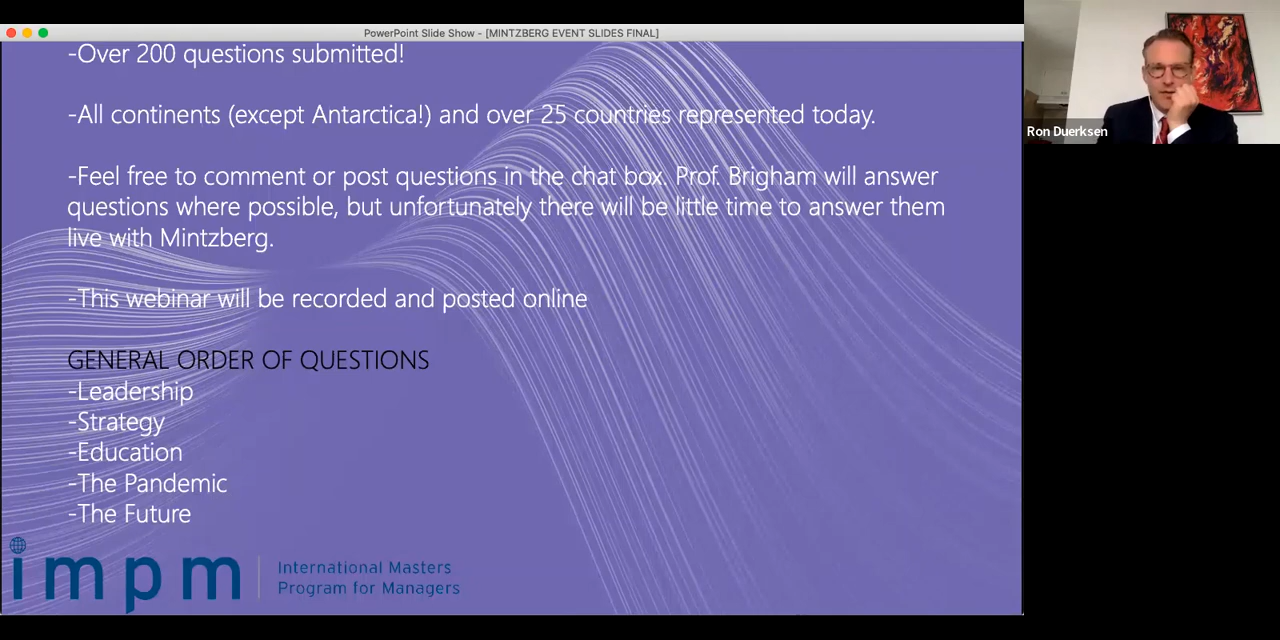 PowerPoint Slide Show - [MINTZBERG EVENT SLIDES FINAL]
-Over 200 questions submitted!
-All continents (except Antarctica!) and over 25 countries represented today.
-Feel free to comment or post questions in the chat box. Prof. Brigham will answer
questions where possible, but unfortunately there will be little time to answer them
live with Mintzberg.
-This webinar will be recorded and posted online
GENERAL ORDER OF QUESTIONS
-Leadership
-Strategy
-Education
-The Pandemic
-The Future
impm
International Masters
Program for Managers
Ron Duerksen